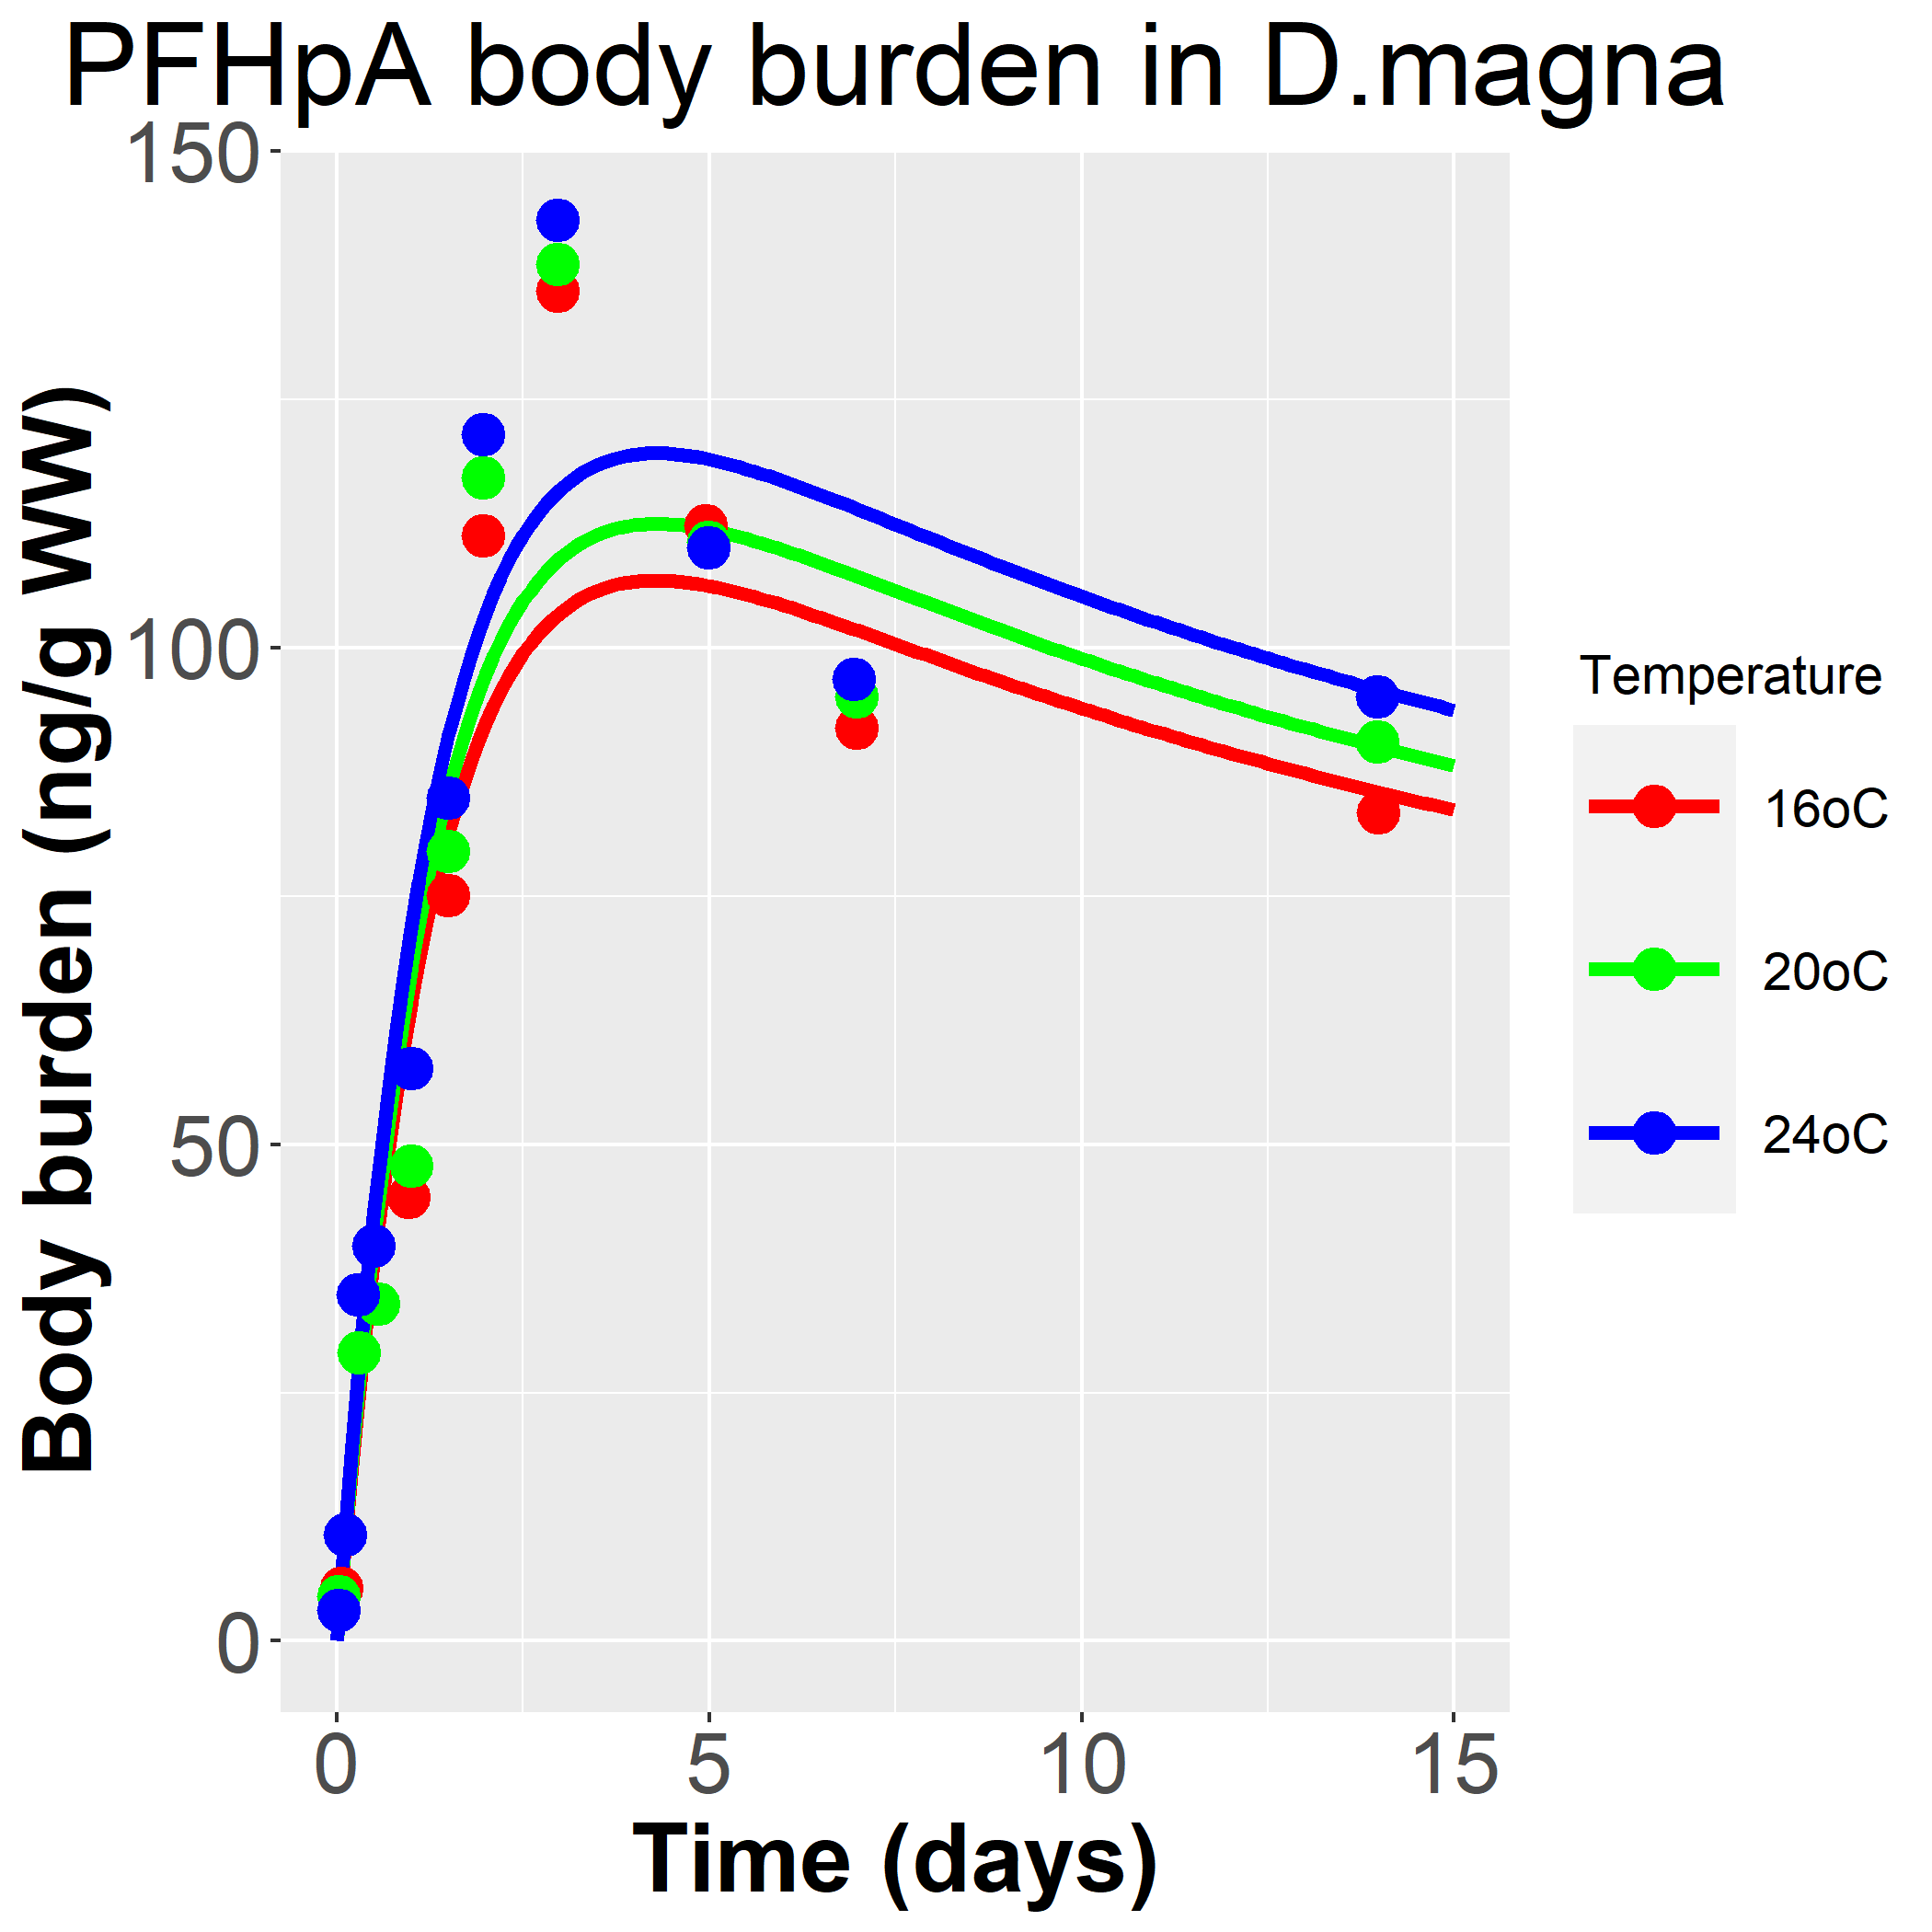 PFHpA body burden in D.magna
Body burden (ng/g WW)
150
100
50
0
0 5 10 15
Time (days)
Temperature
16oC
20oC
24oC